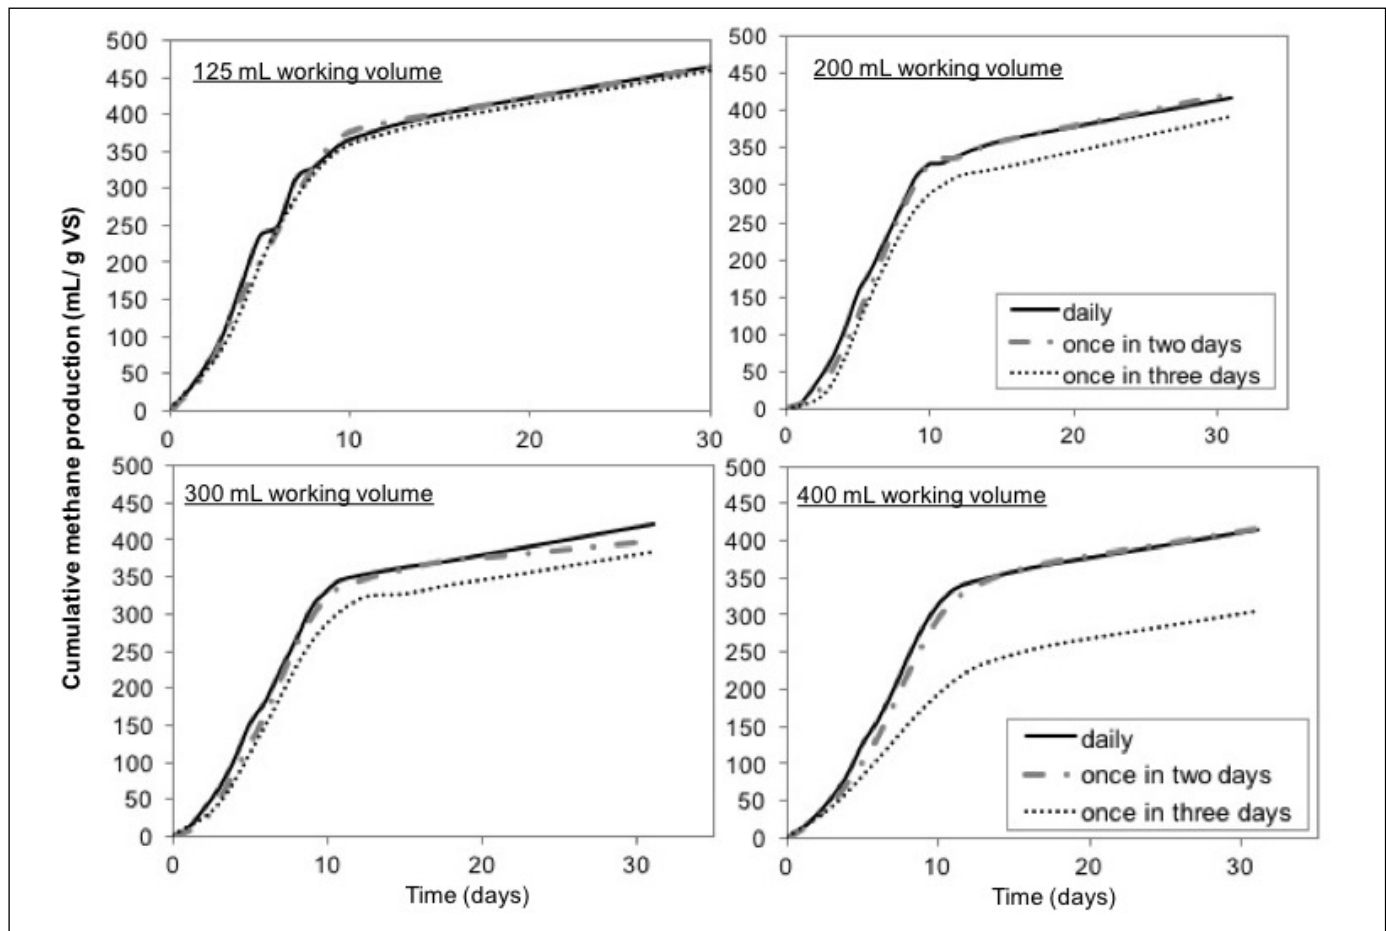 Cumulative methane production (mL/ g VS)
125 mL working volume
500
450
400
350
300
250
200
150
100
50
0
0 10 20 30
200 mL working volume
500
450
400
350
300
250
200
150
100
50
0
daily
once in two days
once in three days
0 10 20 30
300 mL working volume
500
450
400
350
300
250
200
150
100
50
0
0 10 20 30
Time (days)
400 mL working volume
500
450
400
350
300
250
200
150
100
50
0
daily
once in two days
once in three days
0 10 20 30
Time (days)